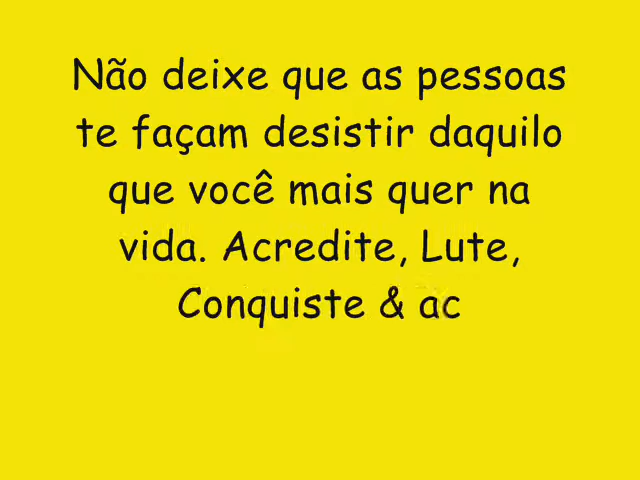 Não deixe que as pessoas
te façam desistir daquilo
que você mais quer na
vida. Acredite, Lute,
Conquiste & ac